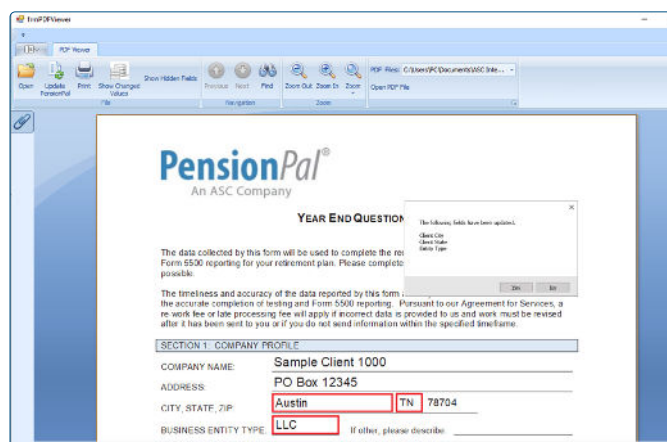 frmPDFViewer
PDF Viewer
Open
Update PensionPal
Print
Show Changed Values
Show Hidden Fields
Previous
Next
Find
Zoom Out
Zoom In
Zoom
PDF Files: C:\Users\PC\Documents\ASC Inte...
Open PDF File
File
Navigation
Zoom
PensionPal®
An ASC Company
YEAR END QUESTION
The following fields have been updated.
Client City
Client State
Entity Type
Yes
No
The data collected by this form will be used to complete the
Form 5500 reporting for your retirement plan. Please complete
possible.
The timeliness and accuracy of the data reported by this form
the accurate completion of testing and Form 5500 reporting. Pursuant to our Agreement for Services, a
re-work fee or late processing fee will apply if incorrect data is provided to us and work must be revised
after it has been sent to you or if you do not send information within the specified timeframe.
SECTION 1: COMPANY PROFILE
COMPANY NAME: Sample Client 1000
ADDRESS: PO Box 12345
CITY, STATE, ZIP: Austin TN 78704
BUSINESS ENTITY TYPE: LLC If other, please describe: